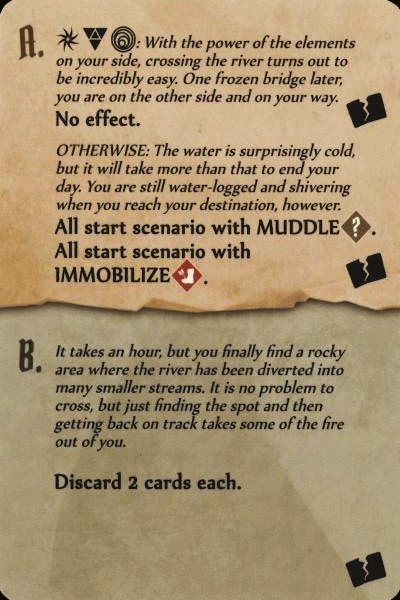 A. : With the power of the elements
on your side, crossing the river turns out to
be incredibly easy. One frozen bridge later,
you are on the other side and on your way.
No effect.
OTHERWISE: The water is surprisingly cold,
but it will take more than that to end your
day. You are still water-logged and shivering
when you reach your destination, however.
All start scenario with MUDDLE ?.
All start scenario with
IMMOBILIZE.
B. It takes an hour, but you finally find a rocky
area where the river has been diverted into
many smaller streams. It is no problem to
cross, but just finding the spot and then
getting back on track takes some of the fire
out of you.
Discard 2 cards each.